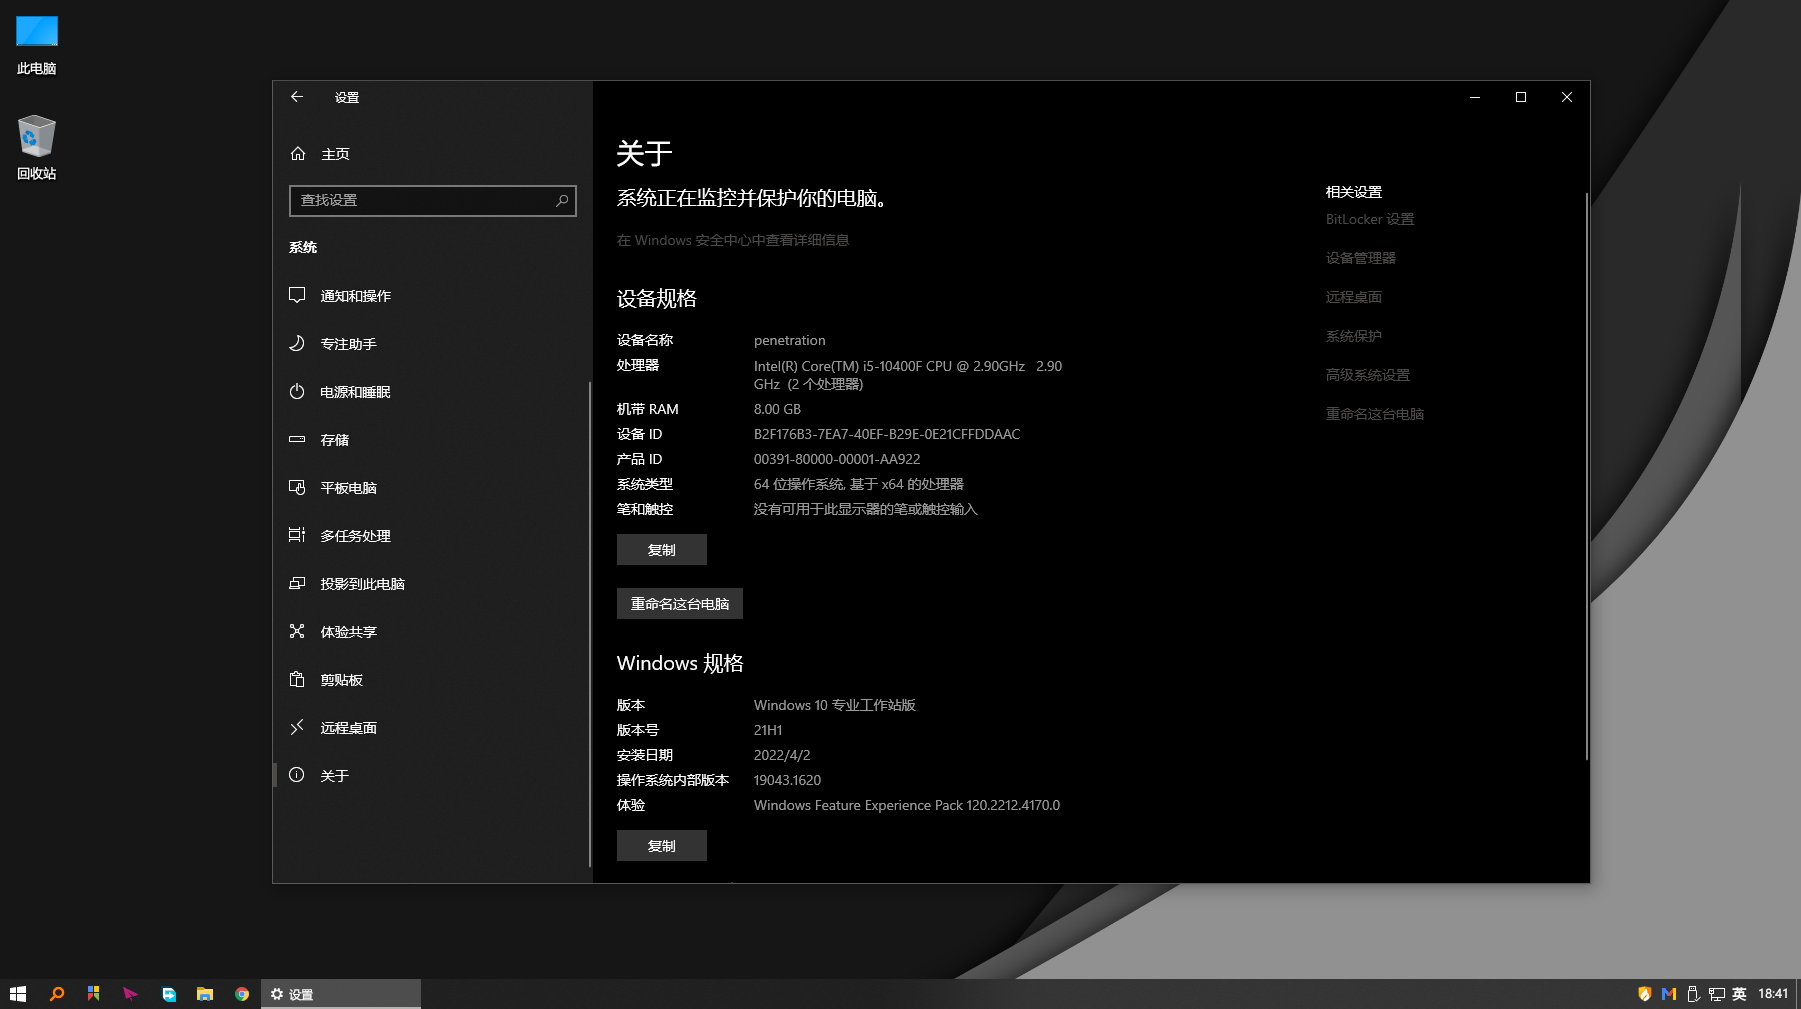 此电脑
回收站
设置
主页
查找设置
系统
通知和操作
专注助手
电源和睡眠
存储
平板电脑
多任务处理
投影到此电脑
体验共享
剪贴板
远程桌面
关于
关于
系统正在监控并保护你的电脑。
在 Windows 安全中心中查看详细信息
设备规格
设备名称 penetration
处理器 Intel(R) Core(TM) i5-10400F CPU @ 2.90GHz 2.90
GHz (2 个处理器)
机带 RAM 8.00 GB
设备 ID B2F176B3-7EA7-40EF-B29E-0E21CFFDDAAC
产品 ID 00391-80000-00001-AA922
系统类型 64 位操作系统, 基于 x64 的处理器
笔和触控 没有可用于此显示器的笔或触控输入
复制
重命名这台电脑
Windows 规格
版本 Windows 10 专业工作站版
版本号 21H1
安装日期 2022/4/2
操作系统内部版本 19043.1620
体验 Windows Feature Experience Pack 120.2212.4170.0
复制
相关设置
BitLocker 设置
设备管理器
远程桌面
系统保护
高级系统设置
重命名这台电脑
设置
英 18:41